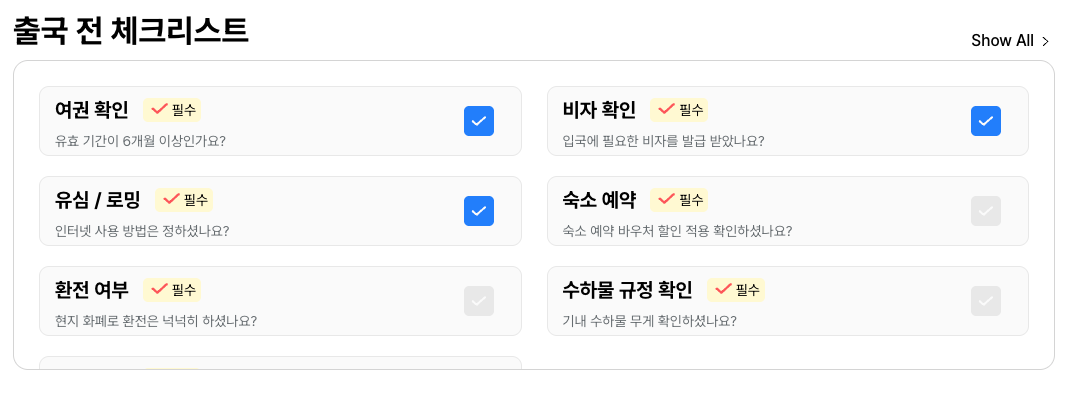 출국 전 체크리스트
Show All
여권 확인 필수
유효 기간이 6개월 이상인가요?
비자 확인 필수
입국에 필요한 비자를 발급 받았나요?
유심 / 로밍 필수
인터넷 사용 방법은 정하셨나요?
숙소 예약 필수
숙소 예약 바우처 할인 적용 확인하셨나요?
환전 여부 필수
현지 화폐로 환전은 넉넉히 하셨나요?
수하물 규정 확인 필수
기내 수하물 무게 확인하셨나요?